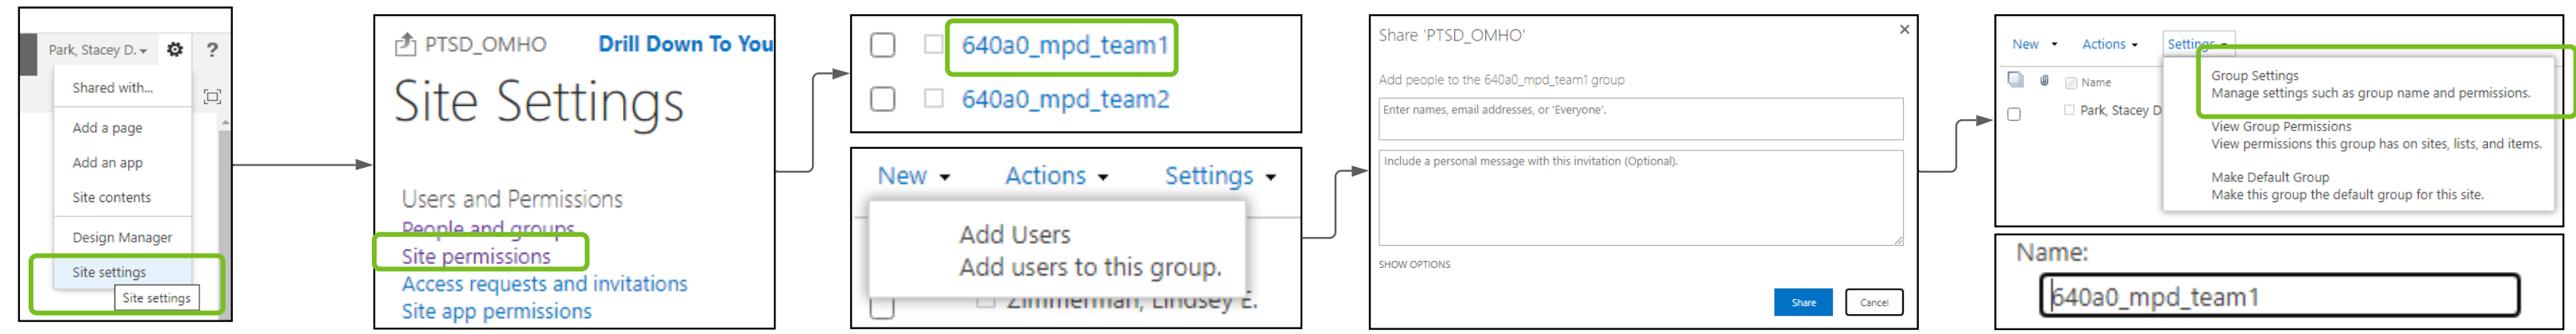 Park, Stacey D.
?
Shared with...
Add a page
Add an app
Site contents
Design Manager
Site settings
Site settings
PTSD_OMHO Drill Down To You
Site Settings
Users and Permissions
People and groups
Site permissions
Access requests and invitations
Site app permissions
640a0_mpd_team1
640a0_mpd_team2
New Actions Settings
Add Users
Add users to this group.
Zimmerman, Lindsey E.
Share 'PTSD_OMHO'
Add people to the 640a0_mpd_team1 group
Enter names, email addresses, or 'Everyone'.
Include a personal message with this invitation (Optional).
SHOW OPTIONS
Share Cancel
New Actions Settings
Name
Park, Stacey D
Group Settings
Manage settings such as group name and permissions.
View Group Permissions
View permissions this group has on sites, lists, and items.
Make Default Group
Make this group the default group for this site.
Name:
640a0_mpd_team1